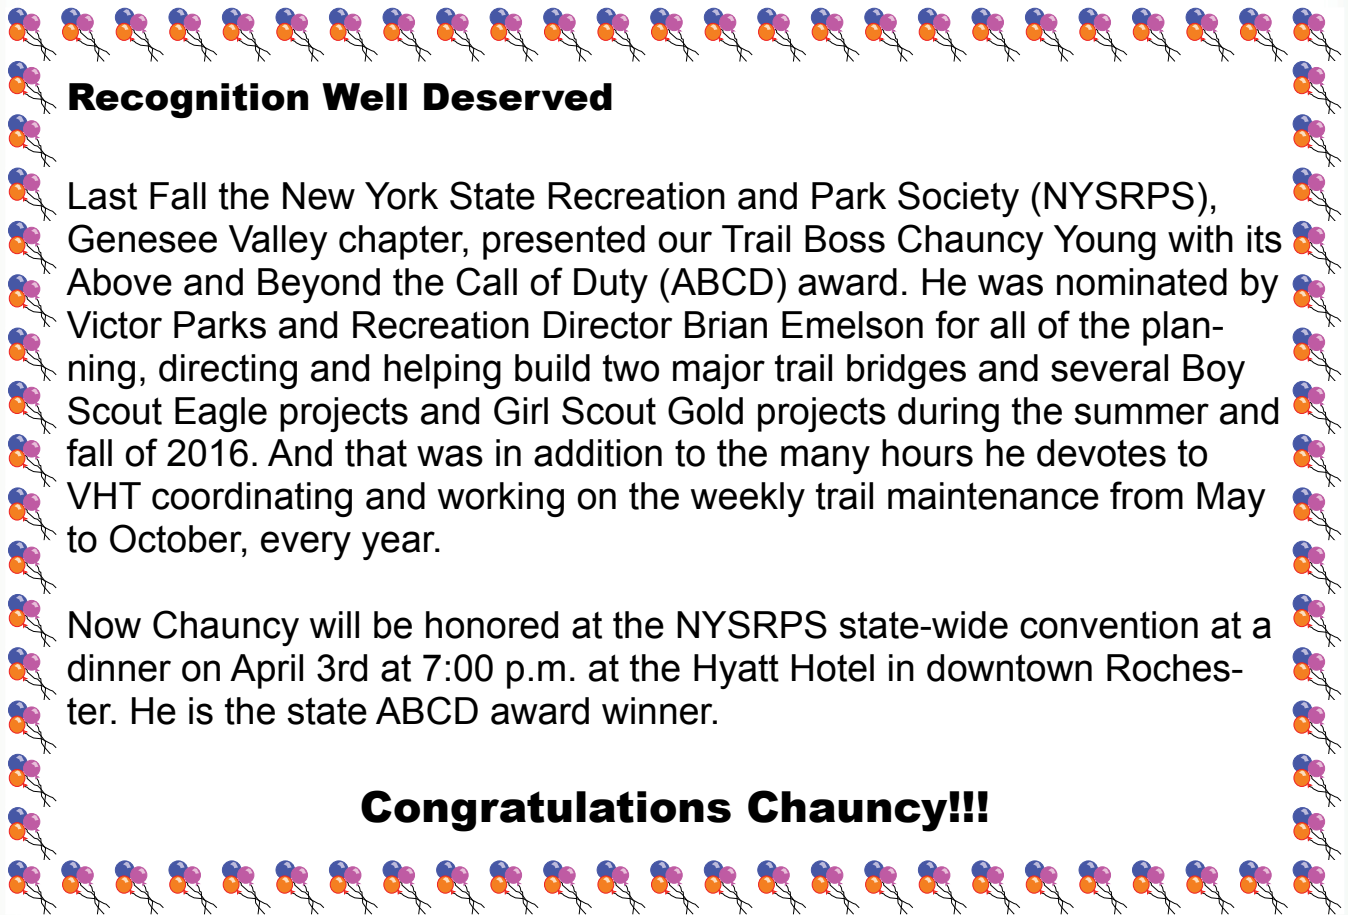 Recognition Well Deserved
Last Fall the New York State Recreation and Park Society (NYSRPS),
Genesee Valley chapter, presented our Trail Boss Chauncy Young with its
Above and Beyond the Call of Duty (ABCD) award. He was nominated by
Victor Parks and Recreation Director Brian Emelson for all of the plan-
ning, directing and helping build two major trail bridges and several Boy
Scout Eagle projects and Girl Scout Gold projects during the summer and
fall of 2016. And that was in addition to the many hours he devotes to
VHT coordinating and working on the weekly trail maintenance from May
to October, every year.
Now Chauncy will be honored at the NYSRPS state-wide convention at a
dinner on April 3rd at 7:00 p.m. at the Hyatt Hotel in downtown Roches-
ter. He is the state ABCD award winner.
Congratulations Chauncy!!!